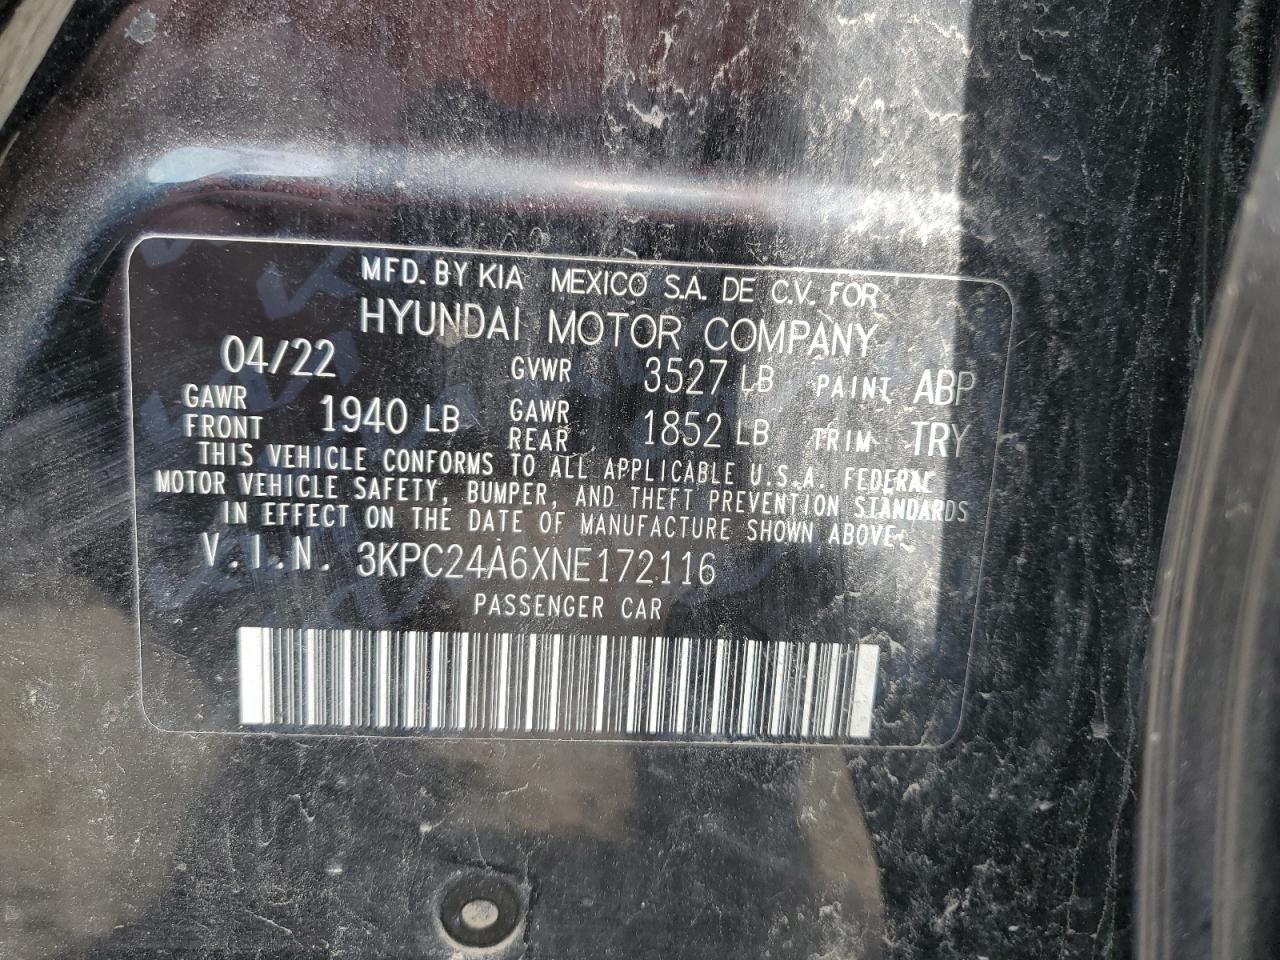 MFD. BY KIA MEXICO S.A. DE C.V. FOR
HYUNDAI MOTOR COMPANY
04/22 GVWR 3527 LB PAINT ABP
GAWR FRONT 1940 LB GAWR REAR 1852 LB TRIM TRY
THIS VEHICLE CONFORMS TO ALL APPLICABLE U.S.A. FEDERAL
MOTOR VEHICLE SAFETY, BUMPER, AND THEFT PREVENTION STANDARDS
IN EFFECT ON THE DATE OF MANUFACTURE SHOWN ABOVE.
V.I.N. 3KPC24A6XNE172116
PASSENGER CAR